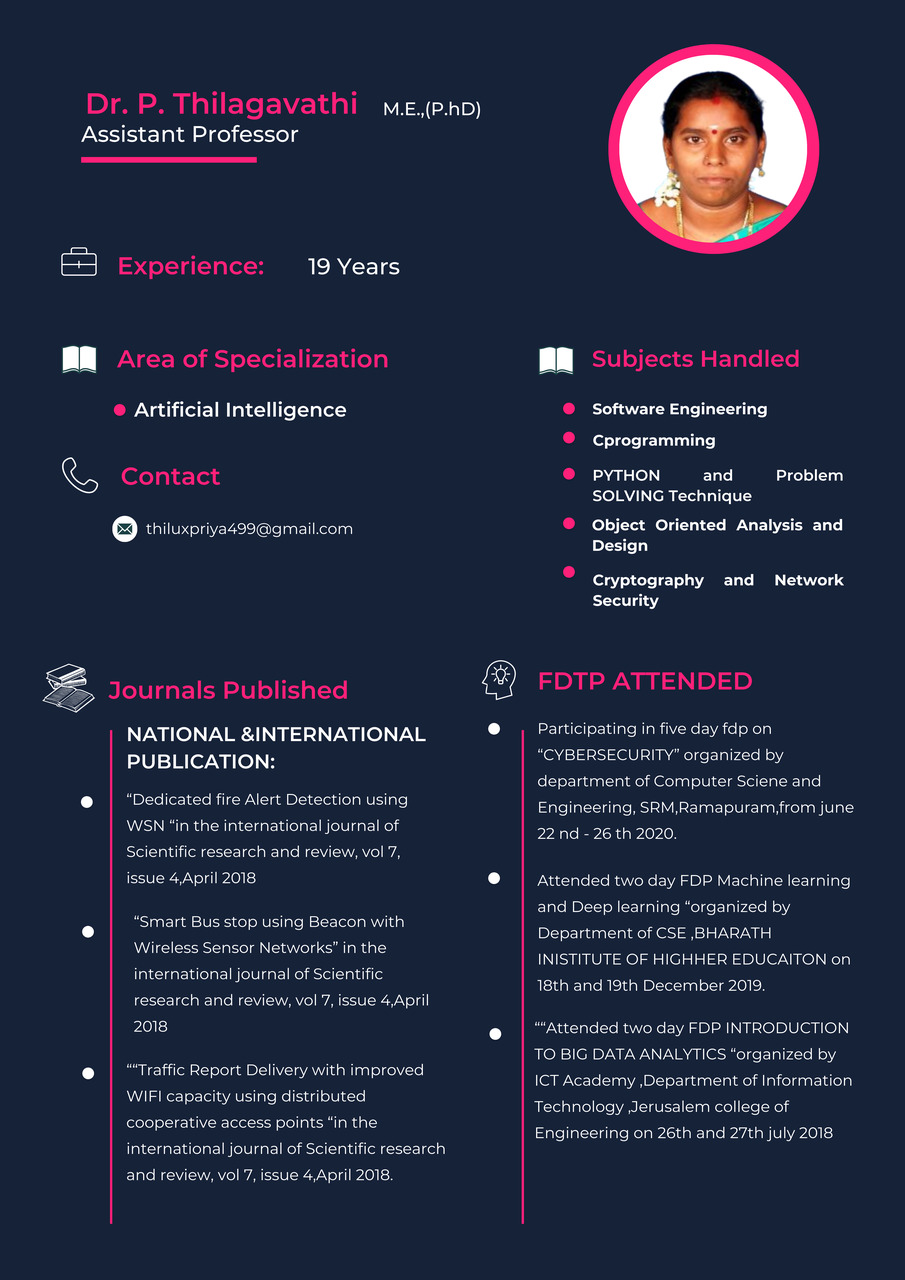 Dr. P. Thilagavathi M.E.,(P.hD)
Assistant Professor
Experience: 19 Years
Area of Specialization
Artificial Intelligence
Contact
thiluxpriya499@gmail.com
Subjects Handled
Software Engineering
Cprogramming
PYTHON and Problem
SOLVING Technique
Object Oriented Analysis and
Design
Cryptography and Network
Security
Journals Published
NATIONAL &INTERNATIONAL
PUBLICATION:
“Dedicated fire Alert Detection using
WSN “in the international journal of
Scientific research and review, vol 7,
issue 4,April 2018
“Smart Bus stop using Beacon with
Wireless Sensor Networks” in the
international journal of Scientific
research and review, vol 7, issue 4,April
2018
““Traffic Report Delivery with improved
WIFI capacity using distributed
cooperative access points “in the
international journal of Scientific research
and review, vol 7, issue 4,April 2018.
FDTP ATTENDED
Participating in five day fdp on
“CYBERSECURITY” organized by
department of Computer Sciene and
Engineering, SRM,Ramapuram,from june
22 nd - 26 th 2020.
Attended two day FDP Machine learning
and Deep learning “organized by
Department of CSE ,BHARATH
INISTITUTE OF HIGHHER EDUCAITON on
18th and 19th December 2019.
““Attended two day FDP INTRODUCTION
TO BIG DATA ANALYTICS “organized by
ICT Academy ,Department of Information
Technology ,Jerusalem college of
Engineering on 26th and 27th july 2018